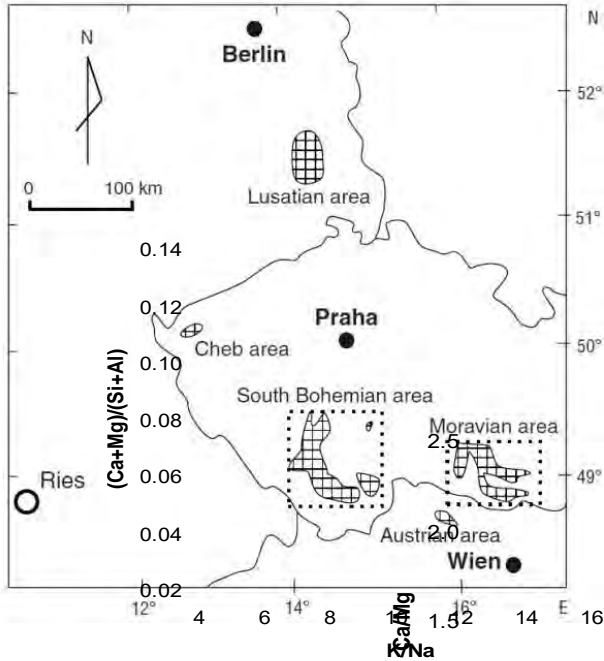 N
N
Berlin
52°
0 100 km
Lusatian area
51°
0.14
0.12
Praha
50°
Cheb area
0.10
(Ca+Mg)/(Si+Al)
South Bohemian area
0.08
Moravian area
2.5
Ries
0.06
49°
0.04
Austrian area
2.0
Wien
0.02
12° 14° 16° E
4 6 8 1.5 12 14 16
Ca/Mg
K/Na